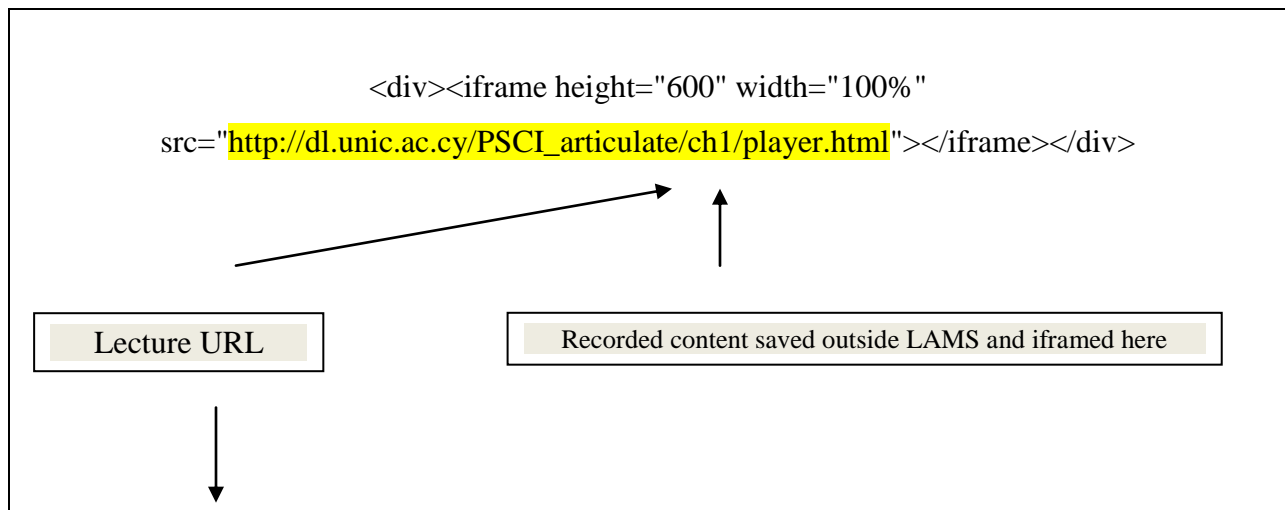 <div><iframe height="600" width="100%"
src="http://dl.unic.ac.cy/PSCI_articulate/ch1/player.html"></iframe></div>
Lecture URL
Recorded content saved outside LAMS and iframed here